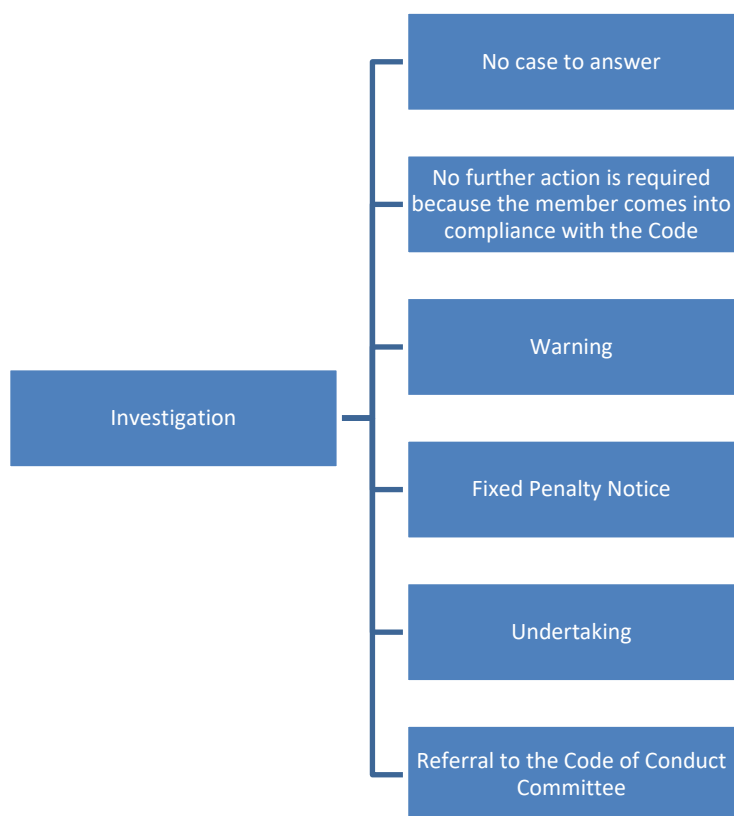 No case to answer
No further action is required
because the member comes into
compliance with the Code
Warning
Investigation
Fixed Penalty Notice
Undertaking
Referral to the Code of Conduct
Committee